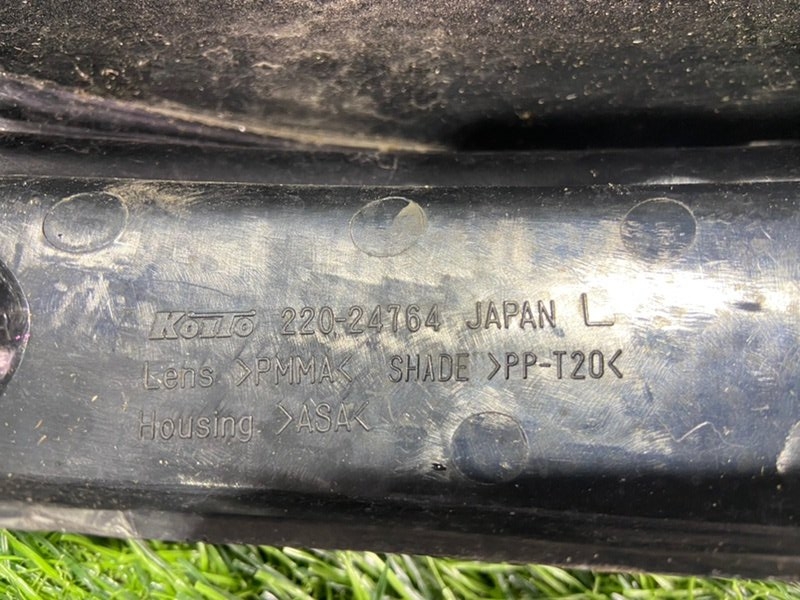 KOITO 220-24764 JAPAN L
Lens >PMMA< SHADE >PP-T20<
Housing >ASA<